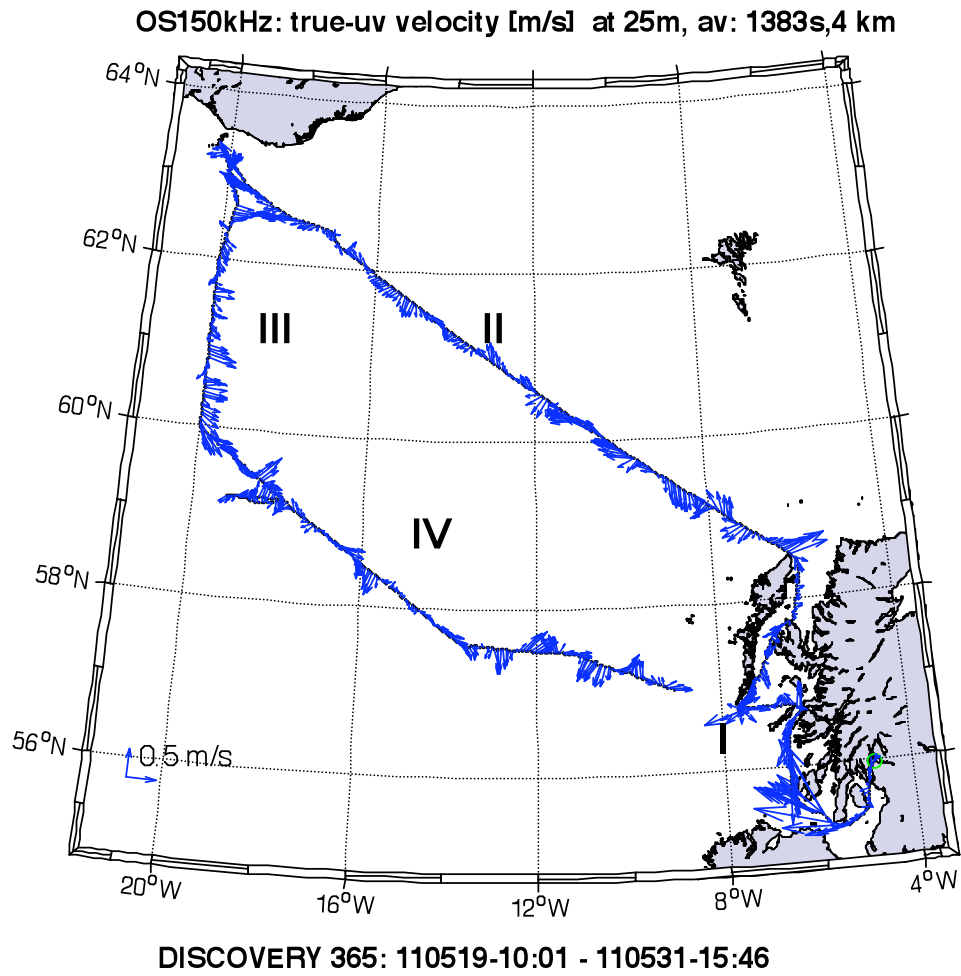 OS150kHz: true-uv velocity [m/s] at 25m, av: 1383s,4 km
64°N
62°N
III
II
60°N
IV
58°N
I
56°N
0.5 m/s
20°W
16°W
12°W
8°W
4°W
DISCOVERY 365: 110519-10:01 - 110531-15:46